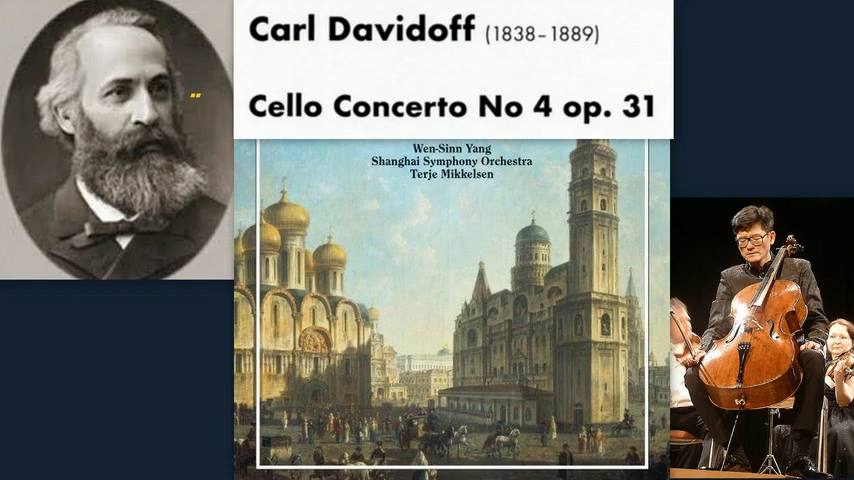 Carl Davidoff (1838–1889)
Cello Concerto No 4 op. 31
Wen-Sinn Yang
Shanghai Symphony Orchestra
Terje Mikkelsen